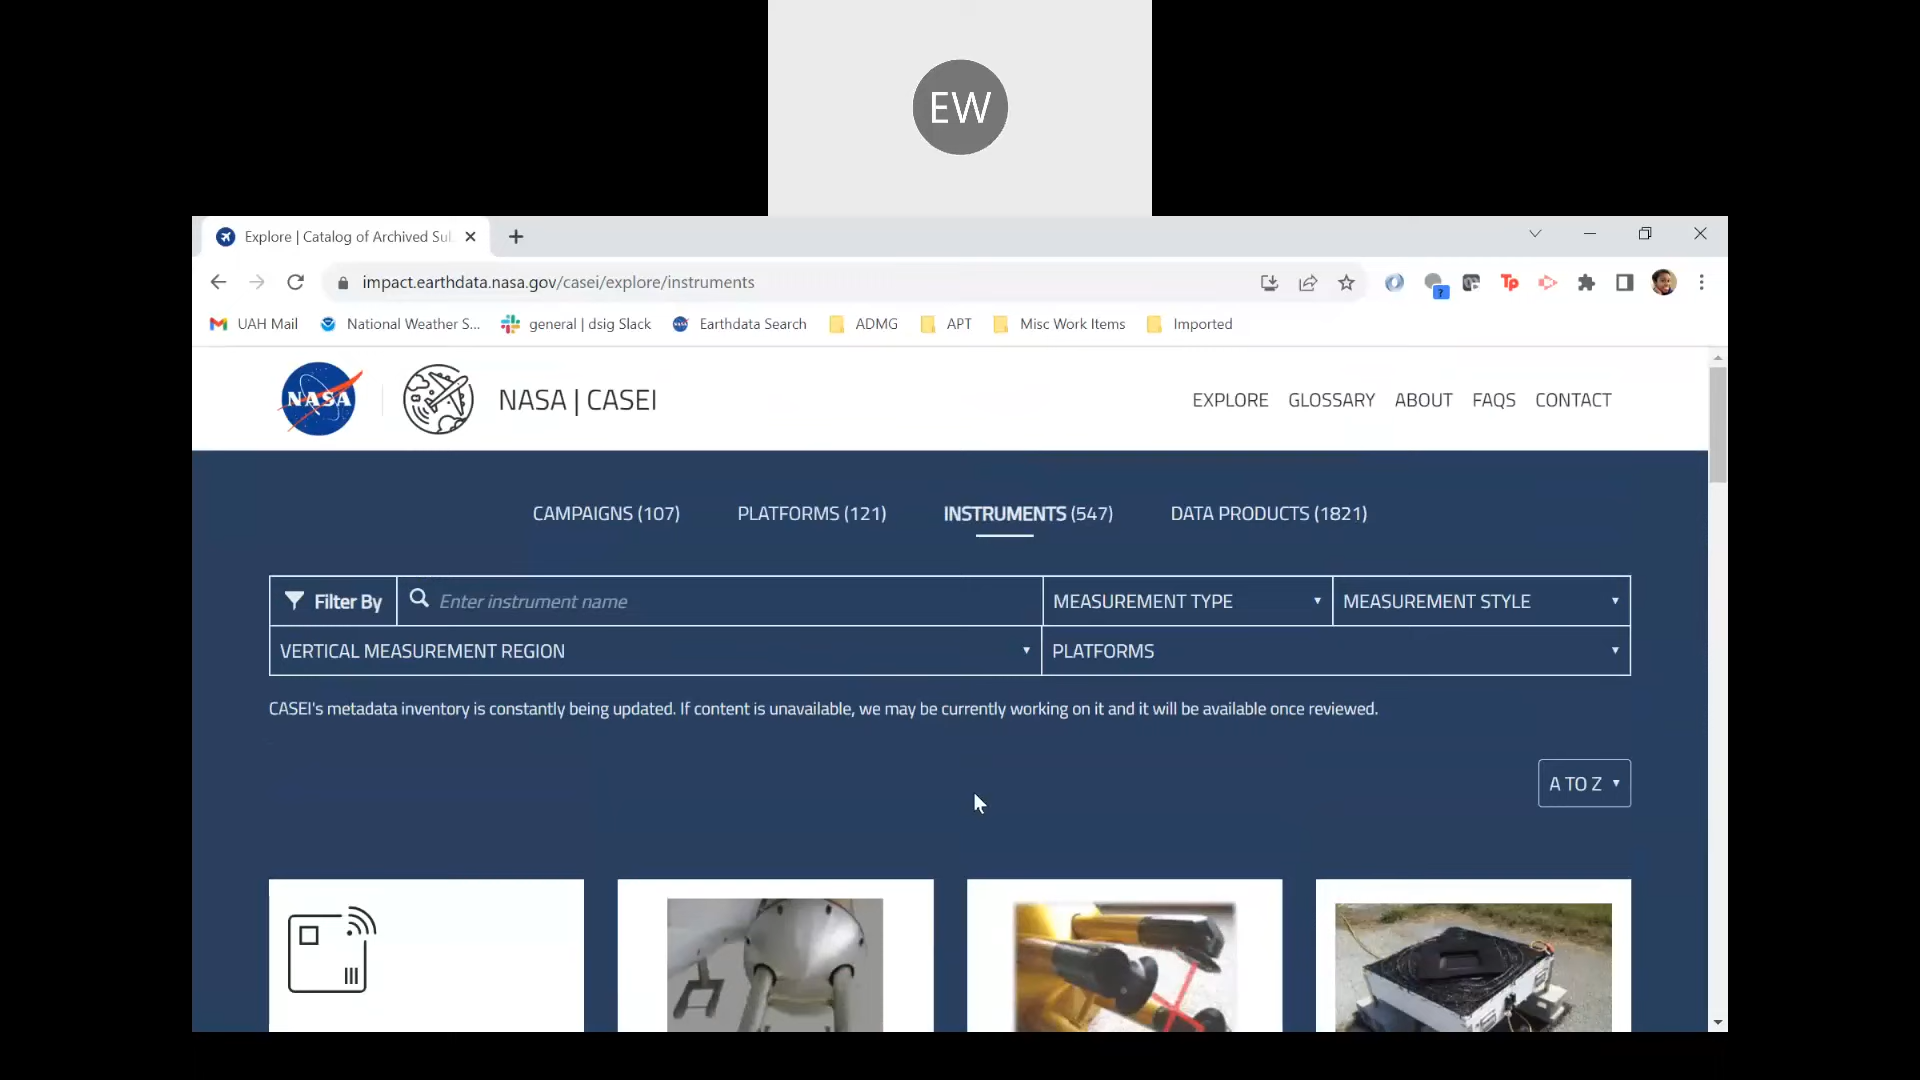 EW
Explore | Catalog of Archived Sul
impact.earthdata.nasa.gov/casei/explore/instruments
Tp
?
UAH Mail
National Weather S...
general | dsig Slack
Earthdata Search
ADMG
APT
Misc Work Items
Imported
NASA
NASA | CASEI
EXPLORE
GLOSSARY
ABOUT
FAQS
CONTACT
CAMPAIGNS (107)
PLATFORMS (121)
INSTRUMENTS (547)
DATA PRODUCTS (1821)
Filter By
Enter instrument name
MEASUREMENT TYPE
MEASUREMENT STYLE
VERTICAL MEASUREMENT REGION
PLATFORMS
CASEI's metadata inventory is constantly being updated. If content is unavailable, we may be currently working on it and it will be available once reviewed.
A TO Z